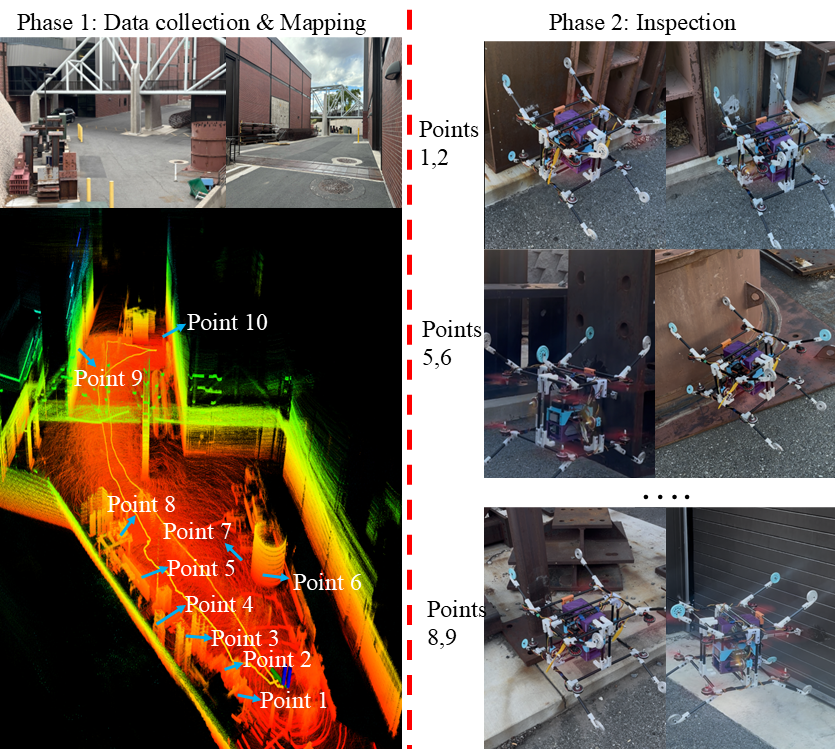 Phase 1: Data collection & Mapping
Point 10
Point 9
Point 8
Point 7
Point 5
Point 6
Point 4
Point 3
Point 2
Point 1
Phase 2: Inspection
Points
1,2
Points
5,6
....
Points
8,9